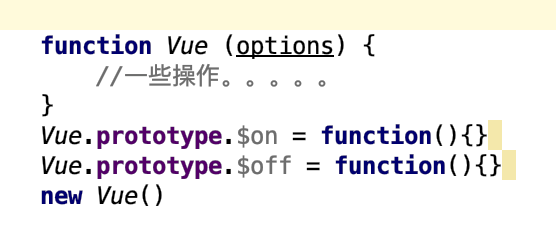 function Vue (options) {
    //一些操作。。。。。
}
Vue.prototype.$on = function(){}
Vue.prototype.$off = function(){}
new Vue()